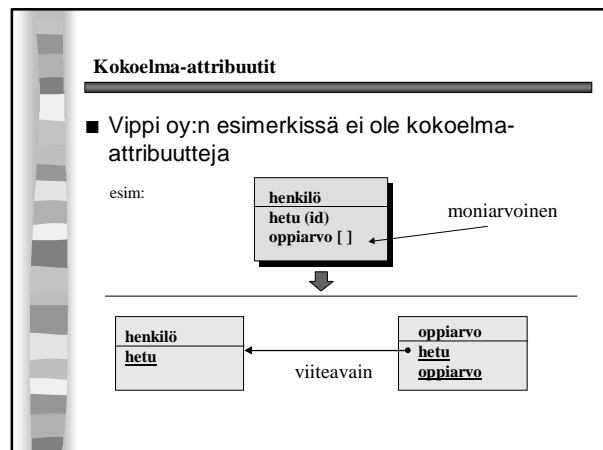 Kokoelma-attribuutit
Vippi oy:n esimerkissä ei ole kokoelma-
attribuutteja
esim:
henkilö
hetu (id)
oppiarvo [ ]
moniarvoinen
henkilö
hetu
viiteavain
oppiarvo
hetu
oppiarvo